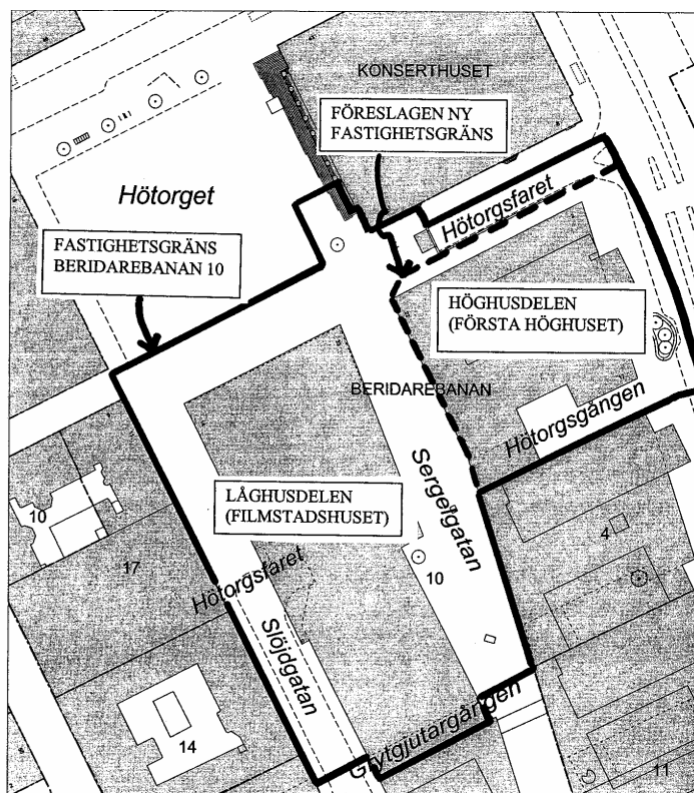 KONSERTHUSET
FÖRESLAGEN NY
FASTIGHETSGRÄNS
Hötorget
Hötorgsfaret
FASTIGHETSGRÄNS
BERIDAREBANAN 10
HÖGHUSDELEN
(FÖRSTA HÖGHUSET)
BERIDAREBANAN
Hötorgsgången
Sergelgatan
LÅGHUSDELEN
(FILMSTADSHUSET)
10
4
17
10
Hötorgsfaret
Slöjdgatan
Grytgjutargången
14
11